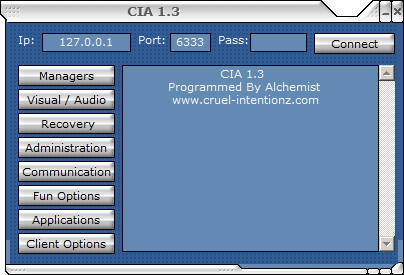 CIA 1.3
Ip: 127.0.0.1 Port: 6333 Pass: Connect
Managers
Visual / Audio
Recovery
Administration
Communication
Fun Options
Applications
Client Options
CIA 1.3
Programmed By Alchemist
www.cruel-intentionz.com